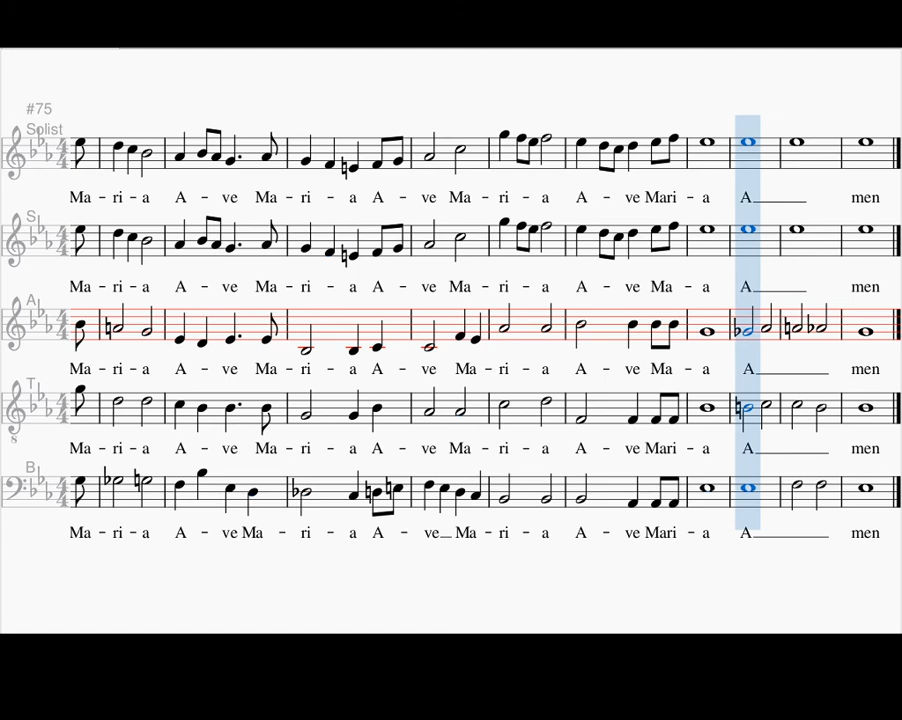 #75
Solist
Ma - ri - a A - ve Ma - ri - a A - ve Ma - ri - a A - ve Mari - a A men
S
Ma - ri - a A - ve Ma - ri - a A - ve Ma - ri - a A - ve Ma - a A men
A
Ma - ri - a A - ve Ma - ri - a A - ve Ma - ri - a A - ve Ma - a A men
T
8
Ma - ri - a A - ve Ma - ri - a A - ve Ma - ri - a A - ve Mari - a A men
B
Ma - ri - a A - ve Ma - ri - a A - ve Ma - ri - a A - ve Mari - a A men